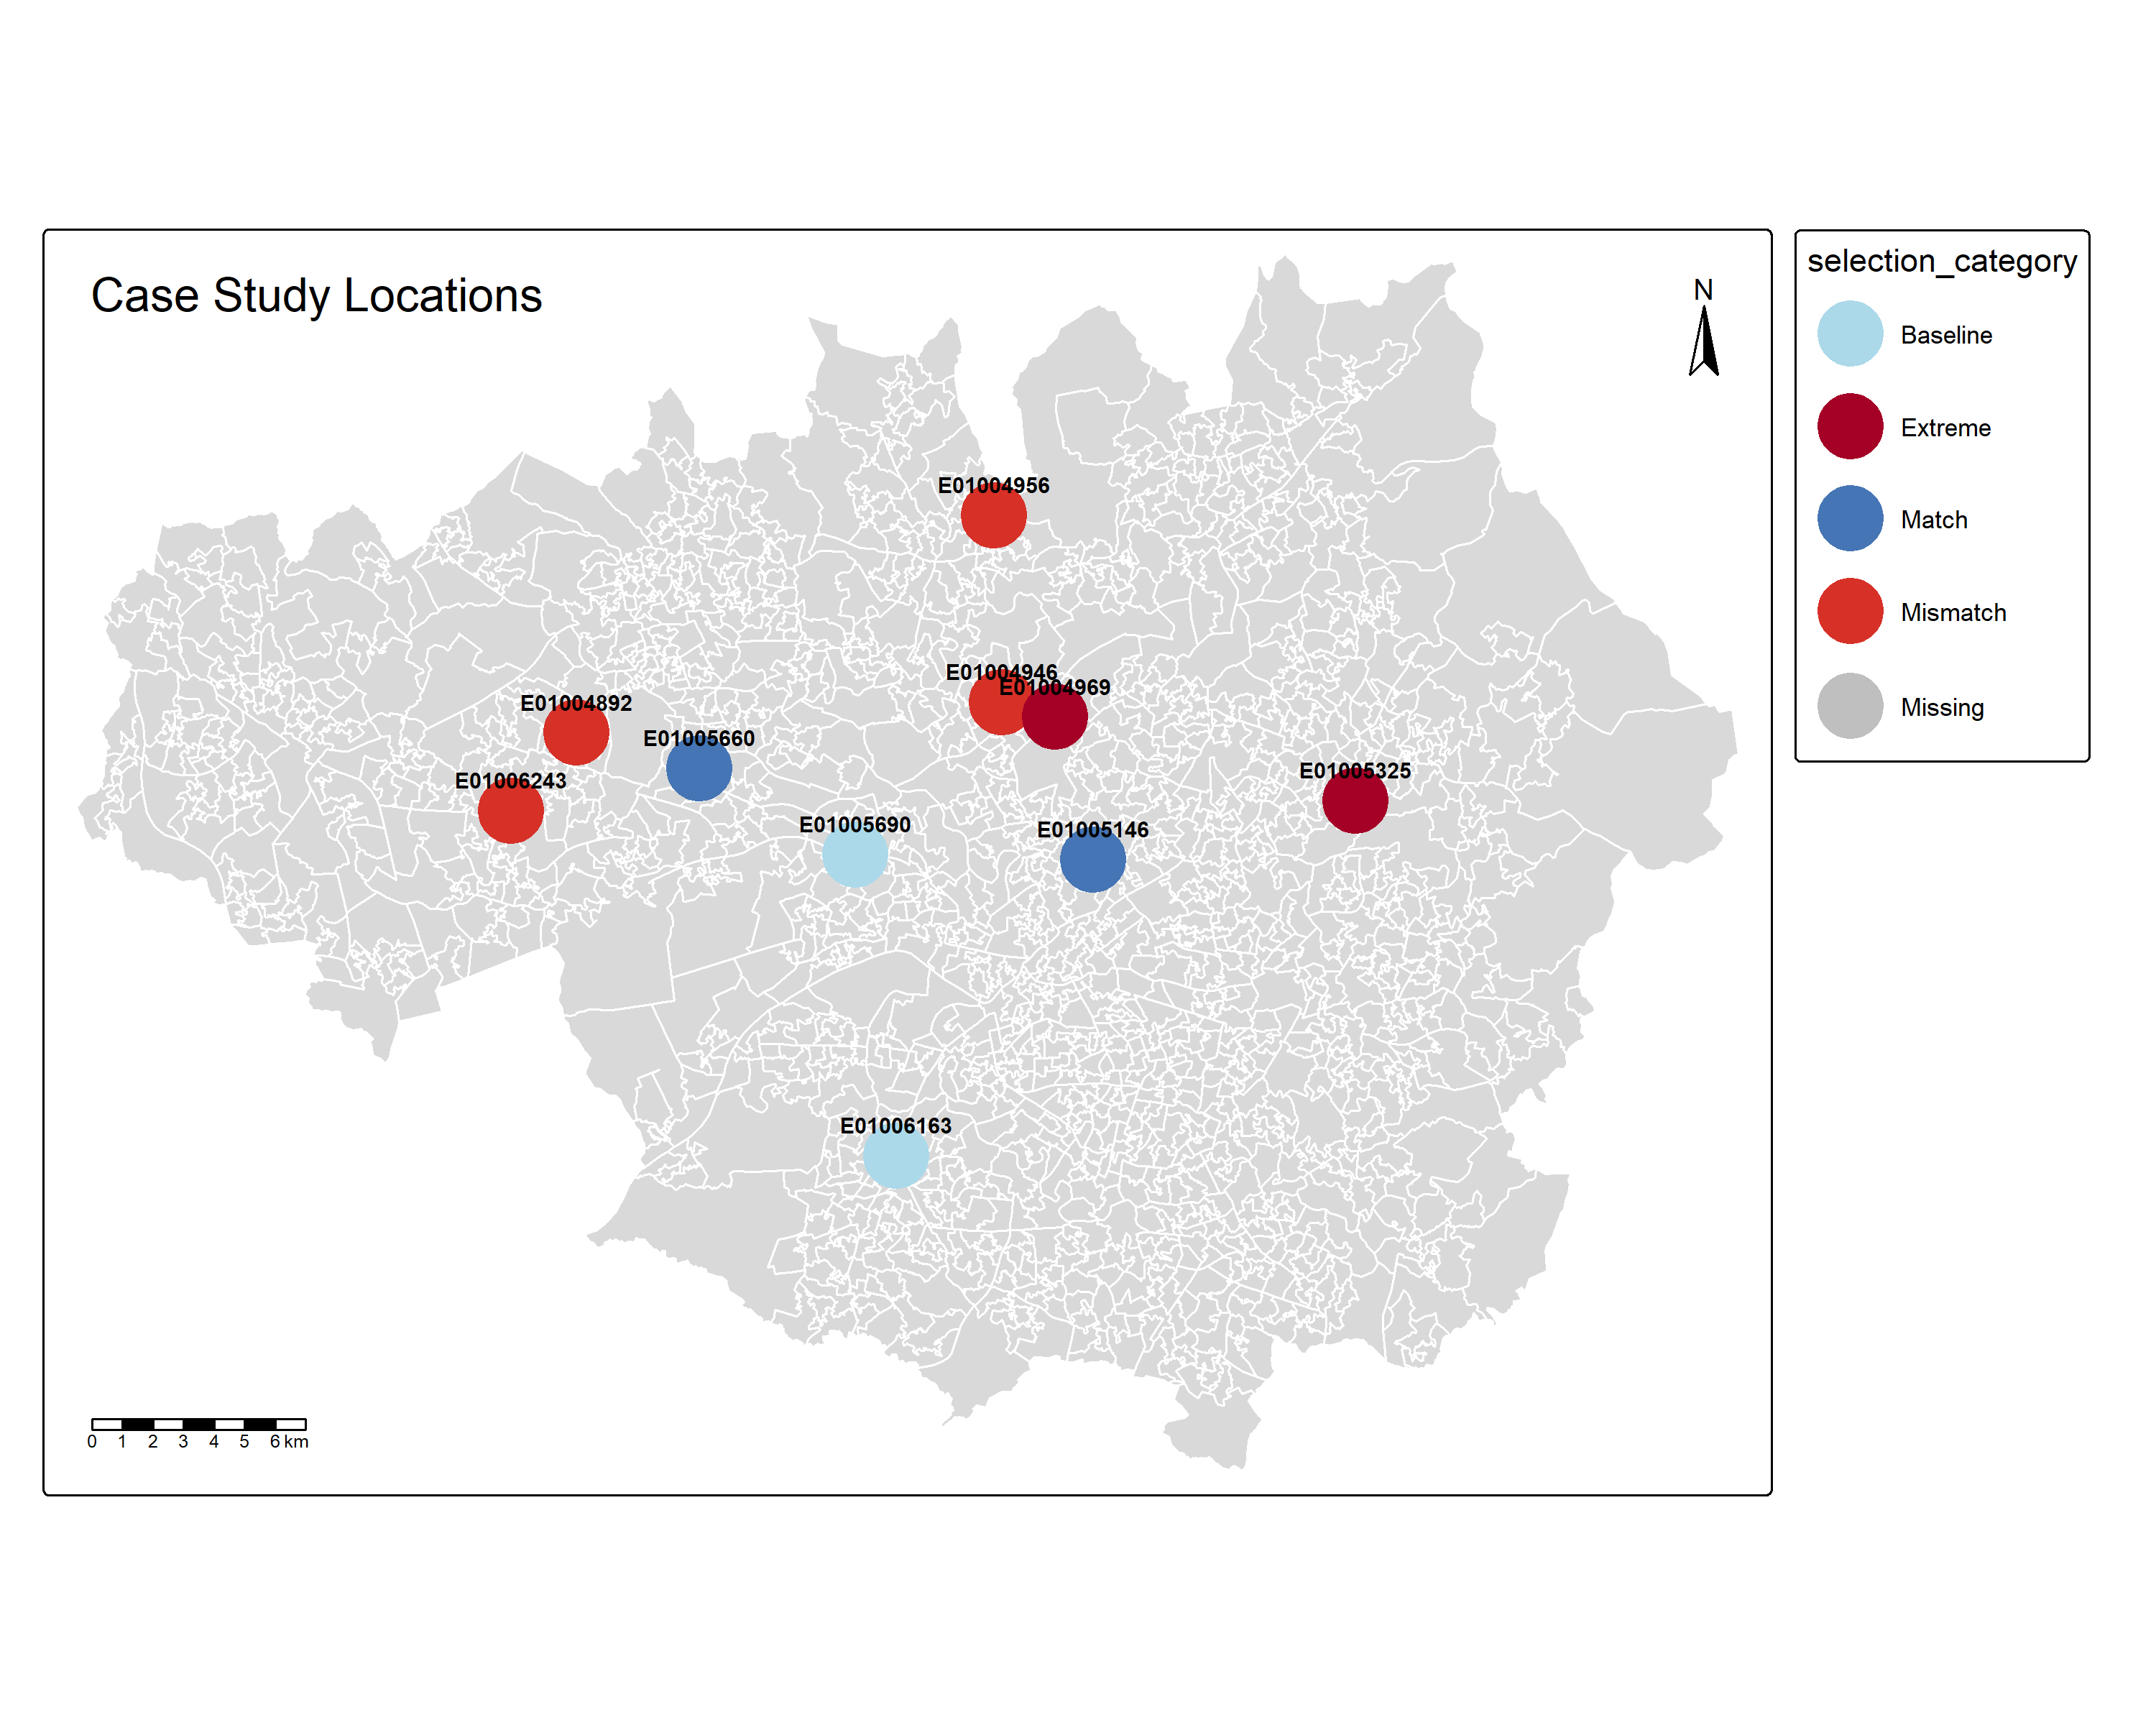 Case Study Locations
N
selection_category
Baseline
Extreme
Match
Mismatch
Missing
E01004956
E01004946
E01004969
E01004892
E01005660
E01006243
E01005325
E01005690
E01005146
E01006163
0 1 2 3 4 5 6 km